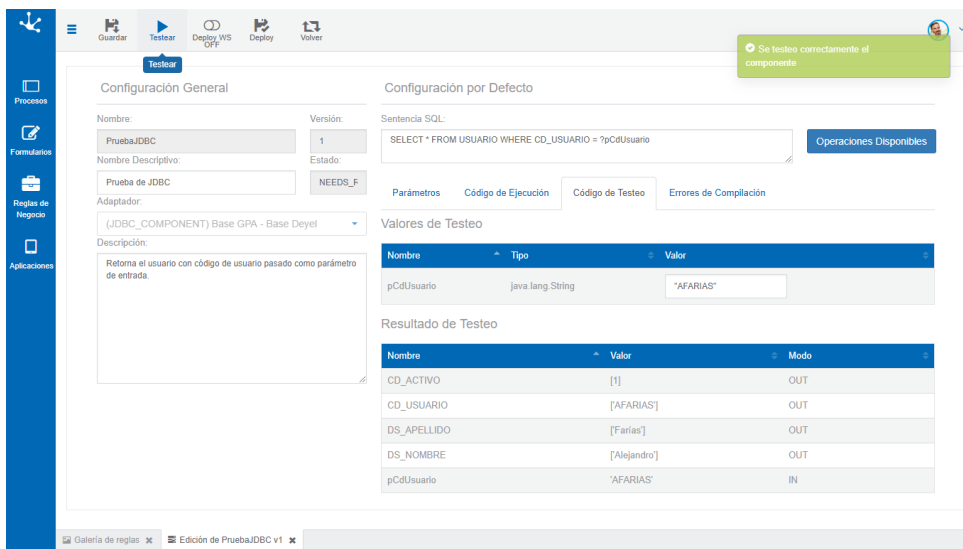 Guardar
Testear
Deploy WS
OFF
Deploy
Volver
Testear
Se testeo correctamente el
componente
Procesos
Formularios
Reglas de
Negocio
Aplicaciones
Configuración General
Nombre:
Versión:
PruebaJDBC
1
Nombre Descriptivo:
Estado:
Prueba de JDBC
NEEDS_F
Adaptador:
(JDBC_COMPONENT) Base GPA - Base Deyel
Descripción:
Retorna el usuario con código de usuario pasado como parámetro
de entrada.
Configuración por Defecto
Sentencia SQL:
SELECT * FROM USUARIO WHERE CD_USUARIO = ?pCdUsuario
Operaciones Disponibles
Parámetros
Código de Ejecución
Código de Testeo
Errores de Compilación
Valores de Testeo
Nombre Tipo Valor
pCdUsuario java.lang.String "AFARIAS"
Resultado de Testeo
Nombre Valor Modo
CD_ACTIVO [1] OUT
CD_USUARIO ['AFARIAS'] OUT
DS_APELLIDO ['Farías'] OUT
DS_NOMBRE ['Alejandro'] OUT
pCdUsuario 'AFARIAS' IN
Galería de reglas
Edición de PruebaJDBC v1